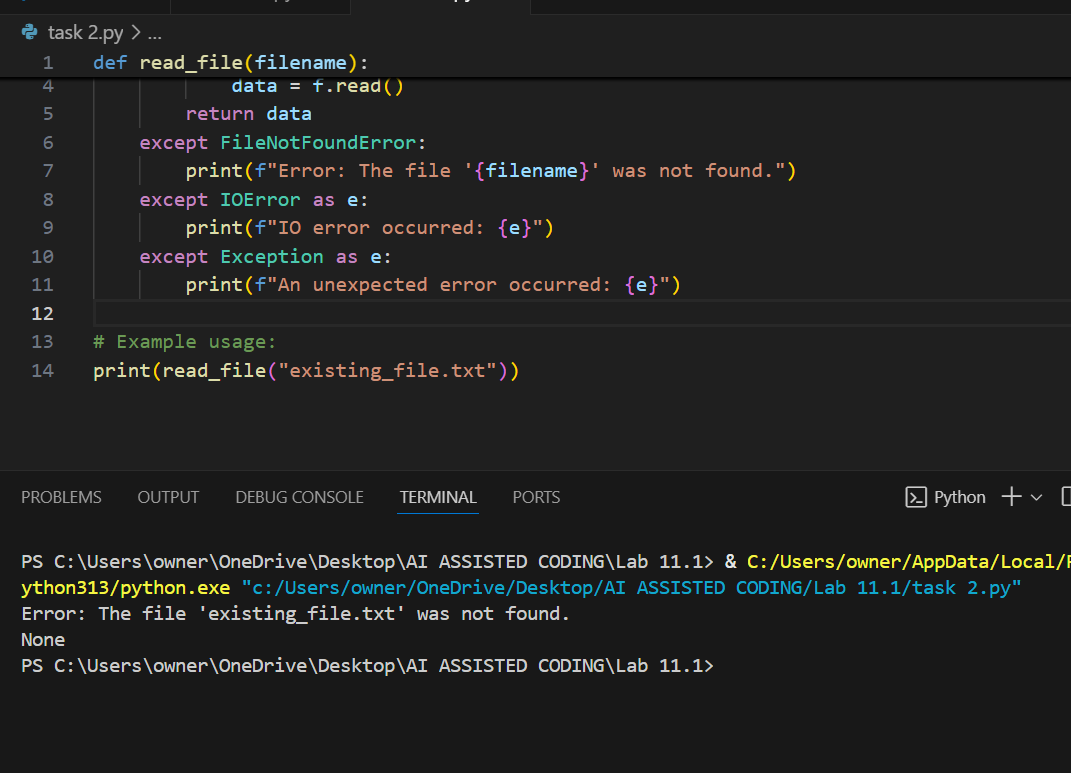 task 2.py > ...
1 def read_file(filename):
4 data = f.read()
5 return data
6 except FileNotFoundError:
7 print(f"Error: The file '{filename}' was not found.")
8 except IOError as e:
9 print(f"IO error occurred: {e}")
10 except Exception as e:
11 print(f"An unexpected error occurred: {e}")
12
13 # Example usage:
14 print(read_file("existing_file.txt"))
PROBLEMS OUTPUT DEBUG CONSOLE TERMINAL PORTS Python
PS C:\Users\owner\OneDrive\Desktop\AI ASSISTED CODING\Lab 11.1> & C:/Users/owner/AppData/Local/P
ython313/python.exe "c:/Users/owner/OneDrive/Desktop/AI ASSISTED CODING/Lab 11.1/task 2.py"
Error: The file 'existing_file.txt' was not found.
None
PS C:\Users\owner\OneDrive\Desktop\AI ASSISTED CODING\Lab 11.1>